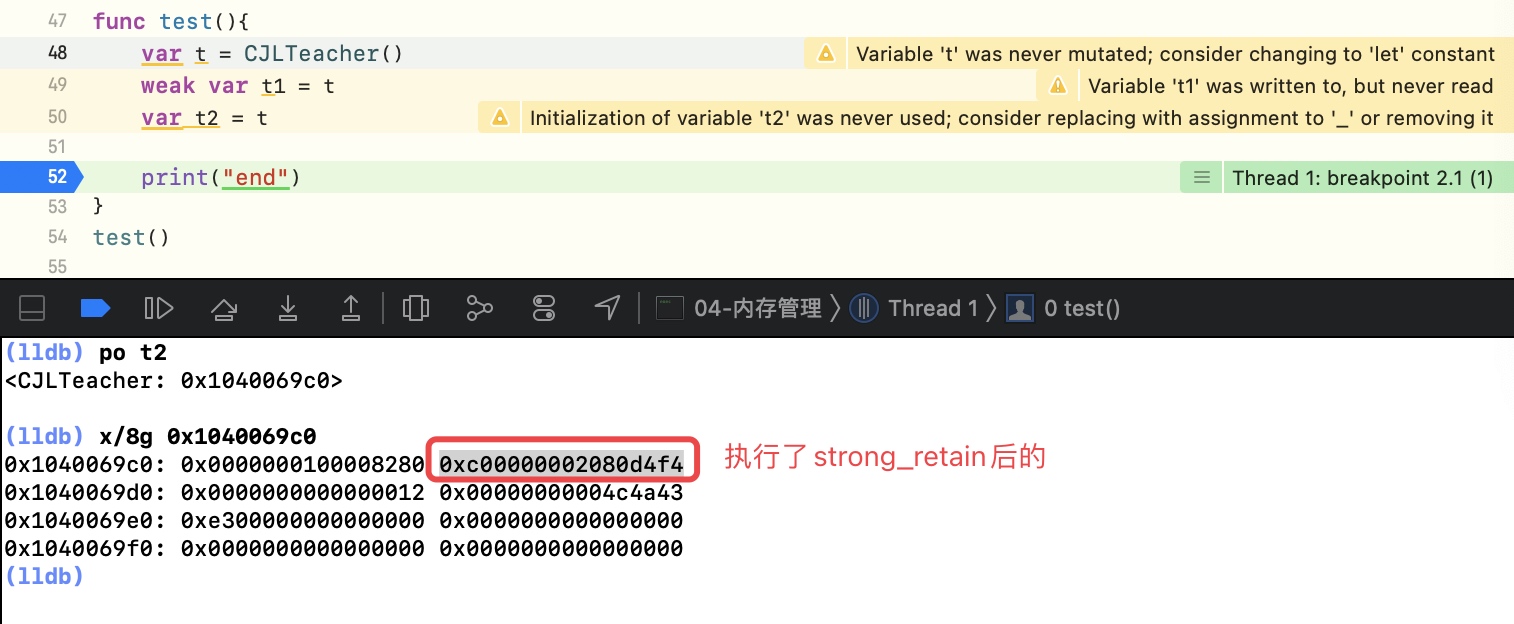 47 func test(){
48 var t = CJLTeacher() Variable 't' was never mutated; consider changing to 'let' constant
49 weak var t1 = t Variable 't1' was written to, but never read
50 var t2 = t Initialization of variable 't2' was never used; consider replacing with assignment to '_' or removing it
51
52 print("end") Thread 1: breakpoint 2.1 (1)
53 }
54 test()
55
04-内存管理 〉 Thread 1 〉 0 test()
(lldb) po t2
<CJLTeacher: 0x1040069c0>
(lldb) x/8g 0x1040069c0
0x1040069c0: 0x0000000100008280 0xc00000002080d4f4 执行了strong_retain后的
0x1040069d0: 0x0000000000000012 0x00000000004c4a43
0x1040069e0: 0xe300000000000000 0x0000000000000000
0x1040069f0: 0x0000000000000000 0x0000000000000000
(lldb)